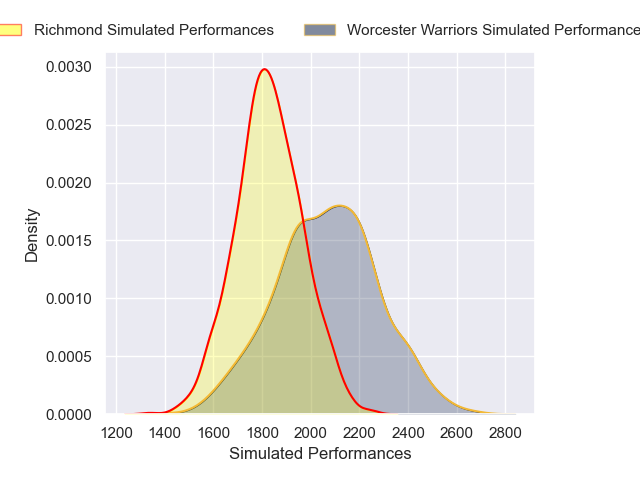 Richmond Simulated Performances Worcester Warriors Simulated Performance
0.0030
0.0025
0.0020
0.0015
0.0010
0.0005
0.0000
Density
1200 1400 1600 1800 2000 2200 2400 2600 2800
Simulated Performances